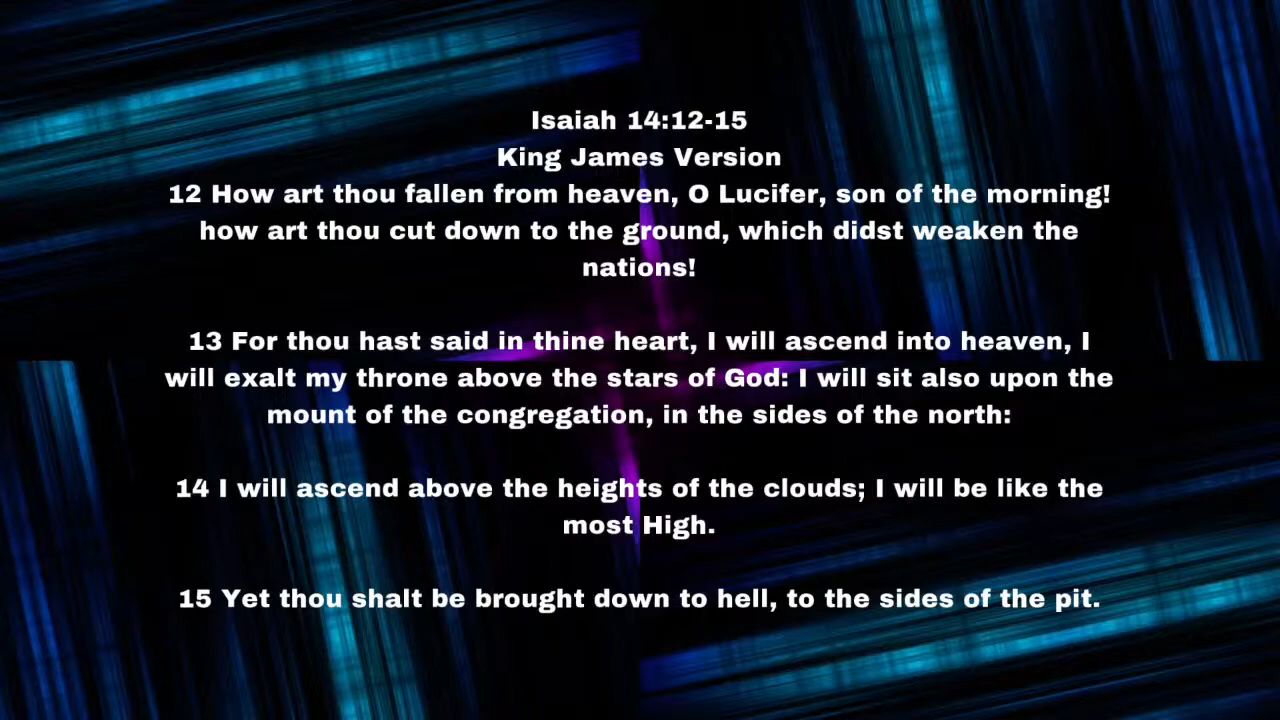 Isaiah 14:12-15
King James Version
12 How art thou fallen from heaven, O Lucifer, son of the morning!
how art thou cut down to the ground, which didst weaken the
nations!
13 For thou hast said in thine heart, I will ascend into heaven, I
will exalt my throne above the stars of God: I will sit also upon the
mount of the congregation, in the sides of the north:
14 I will ascend above the heights of the clouds; I will be like the
most High.
15 Yet thou shalt be brought down to hell, to the sides of the pit.